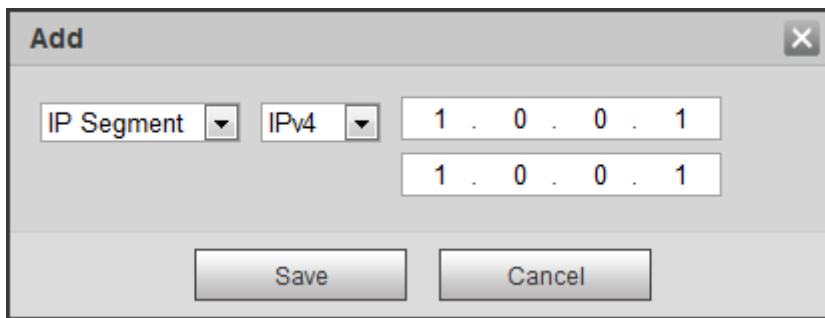 Add
IP Segment IPv4 1 . 0 . 0 . 1
1 . 0 . 0 . 1
Save Cancel